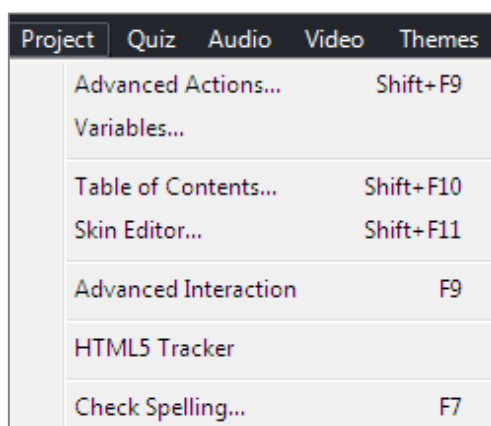 Project Quiz Audio Video Themes
Advanced Actions... Shift+F9
Variables...
Table of Contents... Shift+F10
Skin Editor... Shift+F11
Advanced Interaction F9
HTML5 Tracker
Check Spelling... F7